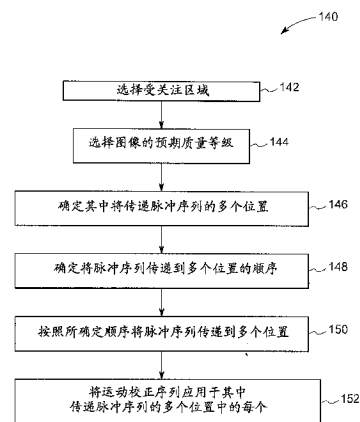 140
选择受关注区域
142
选择图像的预期质量等级
144
确定其中将传递脉冲序列的多个位置
146
确定将脉冲序列传递到多个位置的顺序
148
按照所确定顺序将脉冲序列传递到多个位置
150
将运动校正序列应用于其中
传递脉冲序列的多个位置中的每个
152